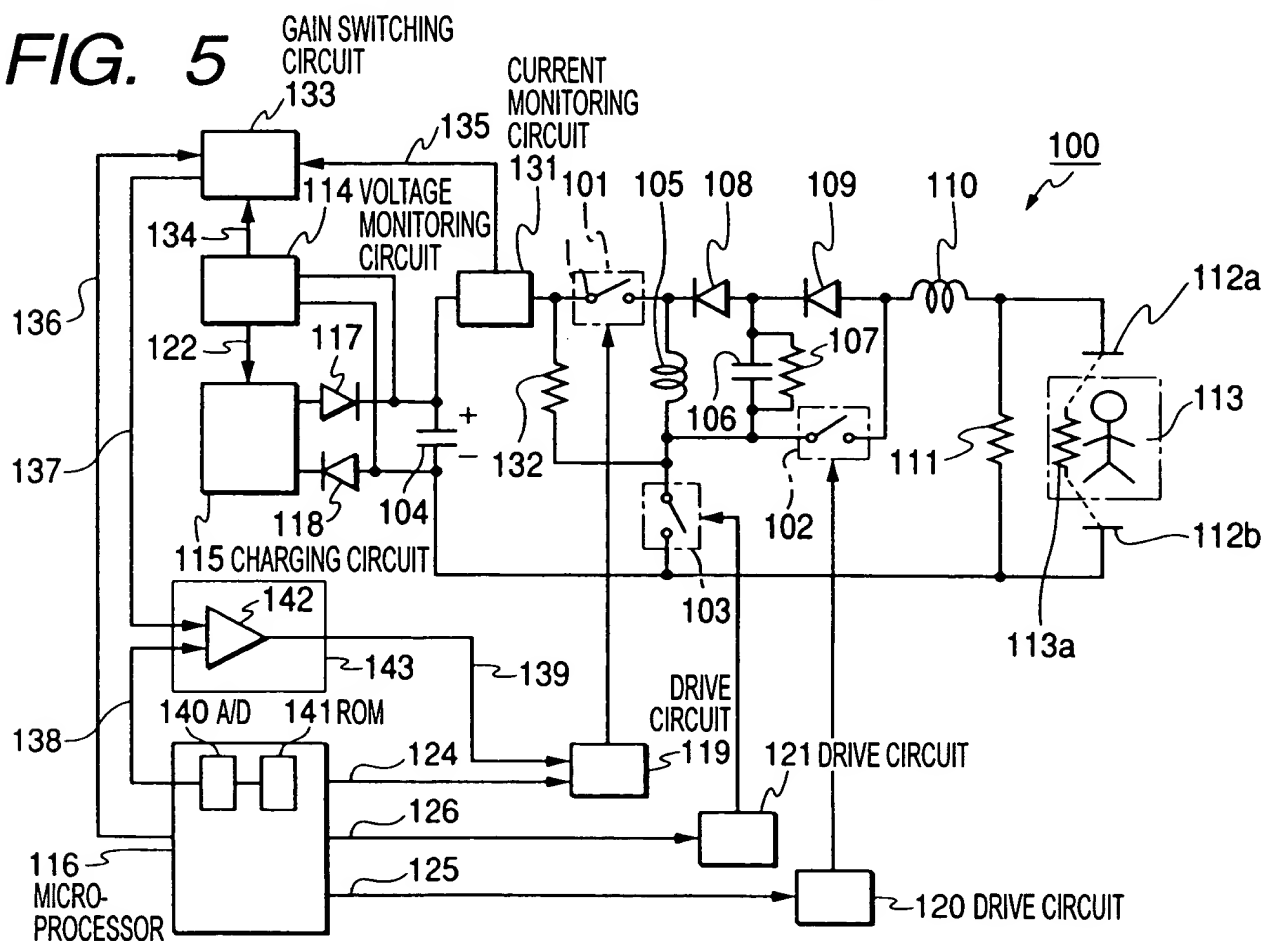 FIG. 5
GAIN SWITCHING
CIRCUIT
133
CURRENT
MONITORING
CIRCUIT
131
135
100
114 VOLTAGE
MONITORING
CIRCUIT
101
105
108
109
110
112a
134
136
122
117
107
106
113
+
−
132
111
137
118
104
102
112b
115 CHARGING CIRCUIT
103
142
113a
143
139
DRIVE
CIRCUIT
119
140 A/D
141 ROM
138
124
121 DRIVE CIRCUIT
126
116
MICRO-
PROCESSOR
125
120 DRIVE CIRCUIT